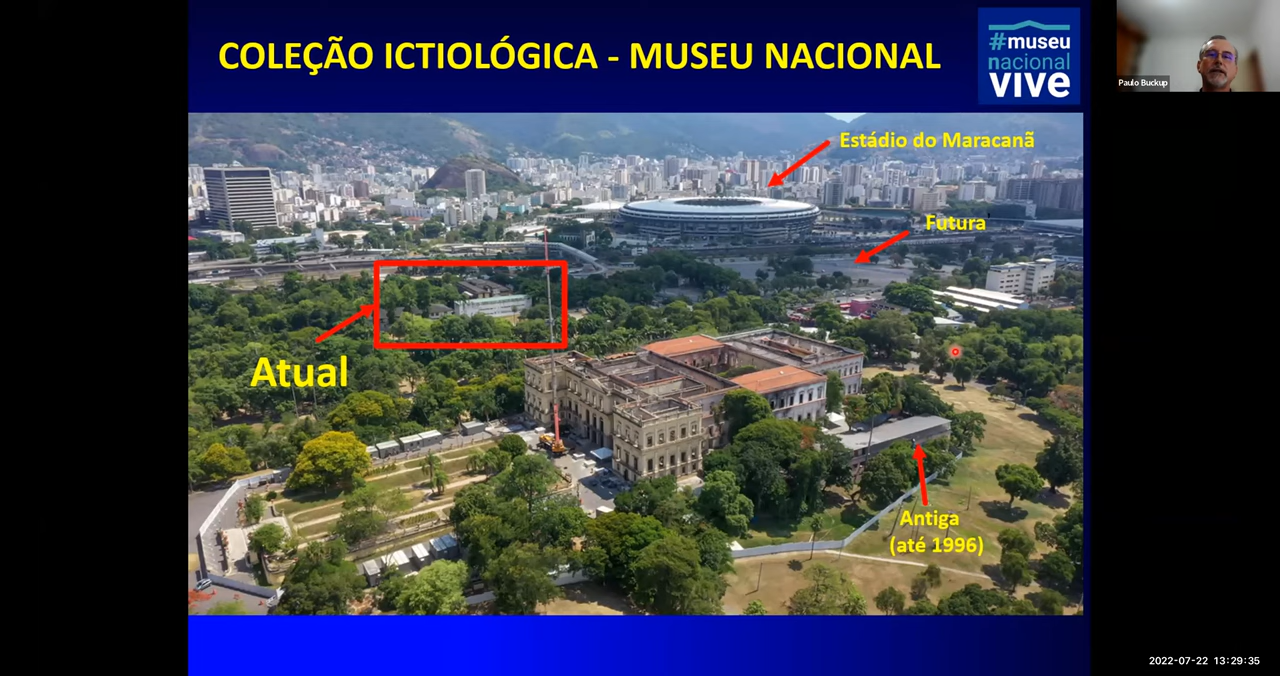 COLEÇÃO ICTIOLÓGICA - MUSEU NACIONAL
#museu
nacional
vive
Paulo Buckup
Estádio do Maracanã
Futura
Atual
Antiga
(até 1996)
2022-07-22 13:29:35